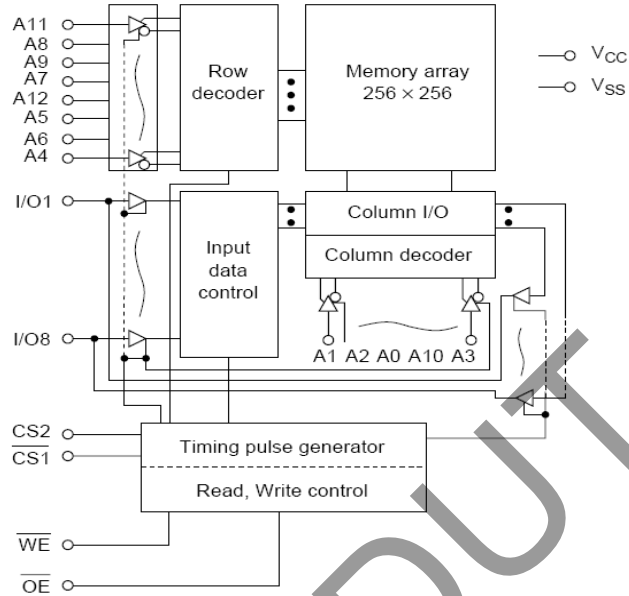 A11
A8
A9
A7
A12
A5
A6
A4
Row
decoder
Memory array
256 × 256
VCC
VSS
I/O1
Input
data
control
Column I/O
Column decoder
I/O8
A1 A2 A0 A10 A3
CS2
CS1
Timing pulse generator
Read, Write control
WE
OE
PUT